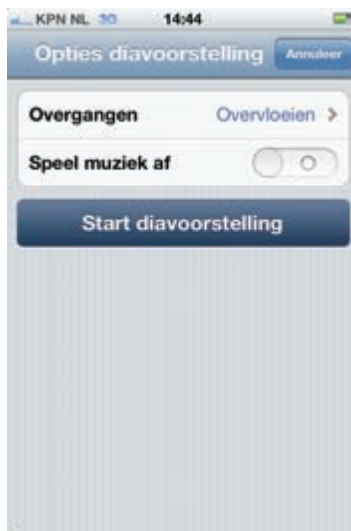 KPN NL 3G 14:44
Opties diavoorstelling Annuleer
Overgangen Overvloeien
Speel muziek af
Start diavoorstelling